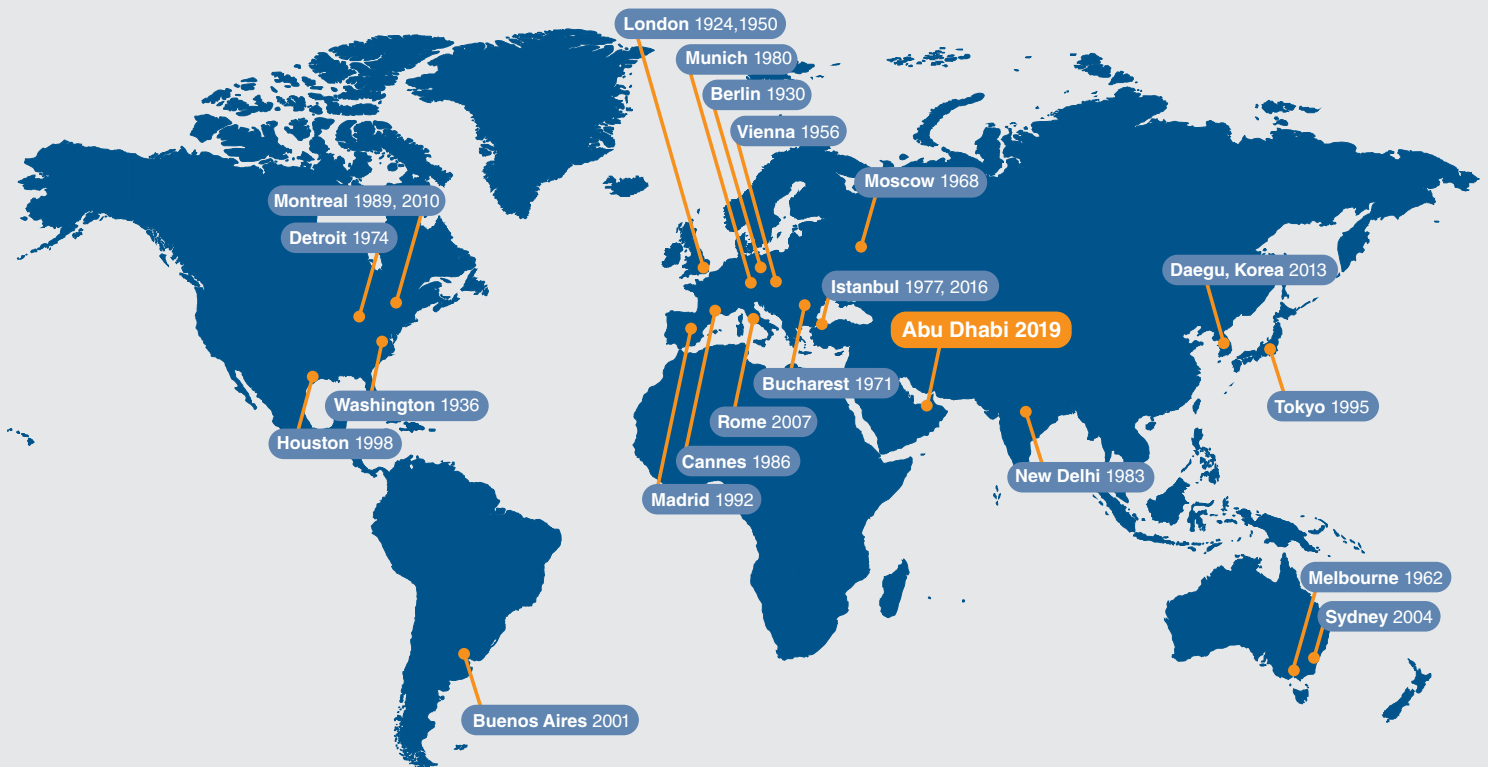 London 1924,1950
Munich 1980
Berlin 1930
Vienna 1956
Moscow 1968
Montreal 1989, 2010
Detroit 1974
Daegu, Korea 2013
Istanbul 1977, 2016
Abu Dhabi 2019
Bucharest 1971
Washington 1936
Tokyo 1995
Rome 2007
Houston 1998
Cannes 1986
New Delhi 1983
Madrid 1992
Melbourne 1962
Sydney 2004
Buenos Aires 2001